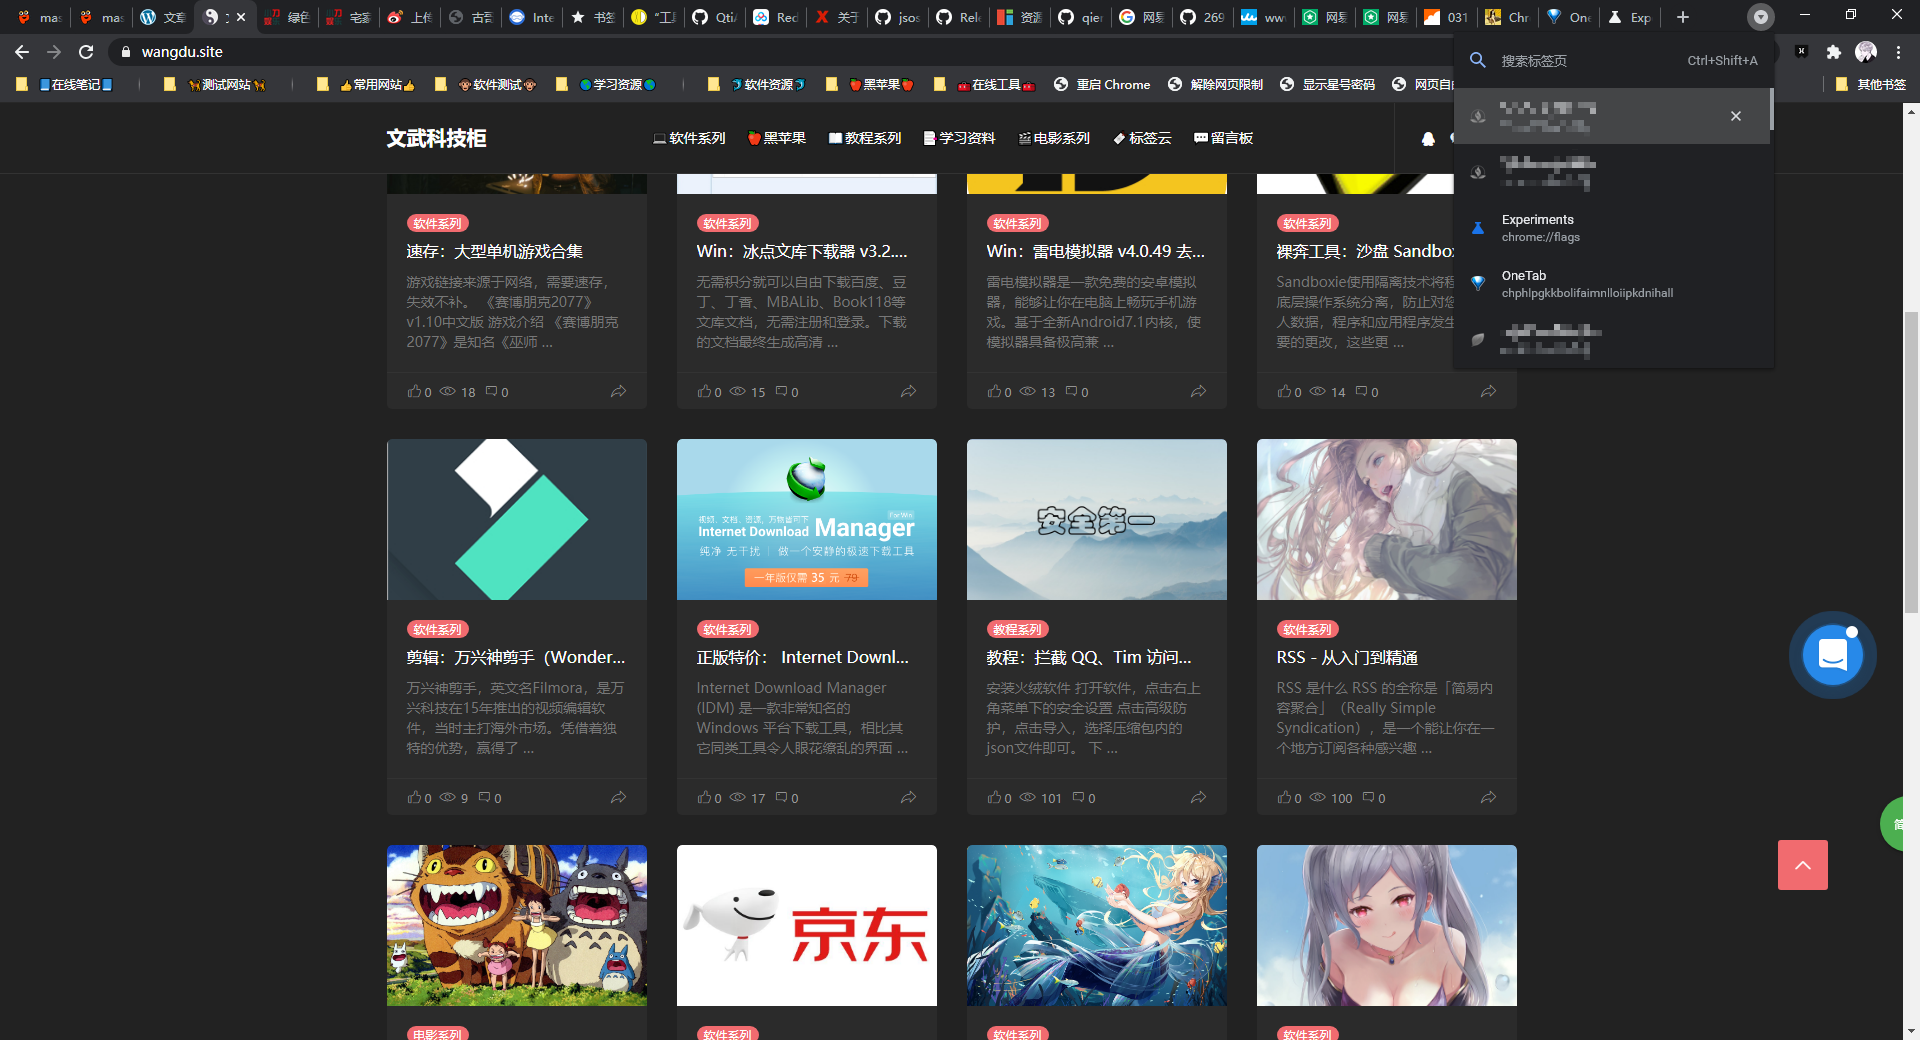 mas
mas
文章
绿色
宅家
上传
古哥
Inte
书签
“工具
Qti/
Red
关于
jsos
Rele
资源
qier
网易
269
ww
网易
网易
031
Chr
One
Exp
wangdu.site
搜索标签页
Ctrl+Shift+A
📘在线笔记📘
🐅测试网站🐅
👍常用网站👍
🐵软件测试🐵
🌏学习资源🌏
软件资源
🍎黑苹果🍎
🧰在线工具🧰
重启 Chrome
解除网页限制
显示星号密码
网页自由
其他书签
文武科技柜
💻软件系列
🍎黑苹果
📖教程系列
📑学习资料
🎬电影系列
标签云
💬留言板
Experiments
chrome://flags
OneTab
chphlpgkkbolifaimnlloiipkdnihall
软件系列
速存：大型单机游戏合集
游戏链接来源于网络，需要速存，
失效不补。 《赛博朋克2077》
v1.10中文版 游戏介绍 《赛博朋克
2077》是知名《巫师 ...
0 18 0
软件系列
Win：冰点文库下载器 v3.2....
无需积分就可以自由下载百度、豆
丁、丁香、MBALib、Book118等
文库文档，无需注册和登录。下载
的文档最终生成高清 ...
0 15 0
软件系列
Win：雷电模拟器 v4.0.49 去...
雷电模拟器是一款免费的安卓模拟
器，能够让你在电脑上畅玩手机游
戏。基于全新Android7.1内核，使
模拟器具备极高兼 ...
0 13 0
软件系列
裸奔工具：沙盘 Sandbox
Sandboxie使用隔离技术将程
底层操作系统分离，防止对您
人数据，程序和应用程序发生
要的更改，这些更 ...
0 14 0
软件系列
剪辑：万兴神剪手（Wonder...
万兴神剪手，英文名Filmora，是万
兴科技在15年推出的视频编辑软
件，当时主打海外市场。凭借着独
特的优势，赢得了 ...
0 9 0
视频、文档、资源，万物皆可下
For Win
Internet Download Manager
纯净 无干扰 | 做一个安静的极速下载工具
一年版仅需 35 元 79
软件系列
正版特价： Internet Downl...
Internet Download Manager
(IDM) 是一款非常知名的
Windows 平台下载工具，相比其
它同类工具令人眼花缭乱的界面 ...
0 17 0
安全第一
教程系列
教程：拦截 QQ、Tim 访问...
安装火绒软件 打开软件，点击右上
角菜单下的安全设置 点击高级防
护，点击导入，选择压缩包内的
json文件即可。 下 ...
0 101 0
软件系列
RSS - 从入门到精通
RSS 是什么 RSS 的全称是「简易内
容聚合」（Really Simple
Syndication），是一个能让你在一
个地方订阅各种感兴趣 ...
0 100 0
简
京东
电影系列
软件系列
软件系列
软件系列